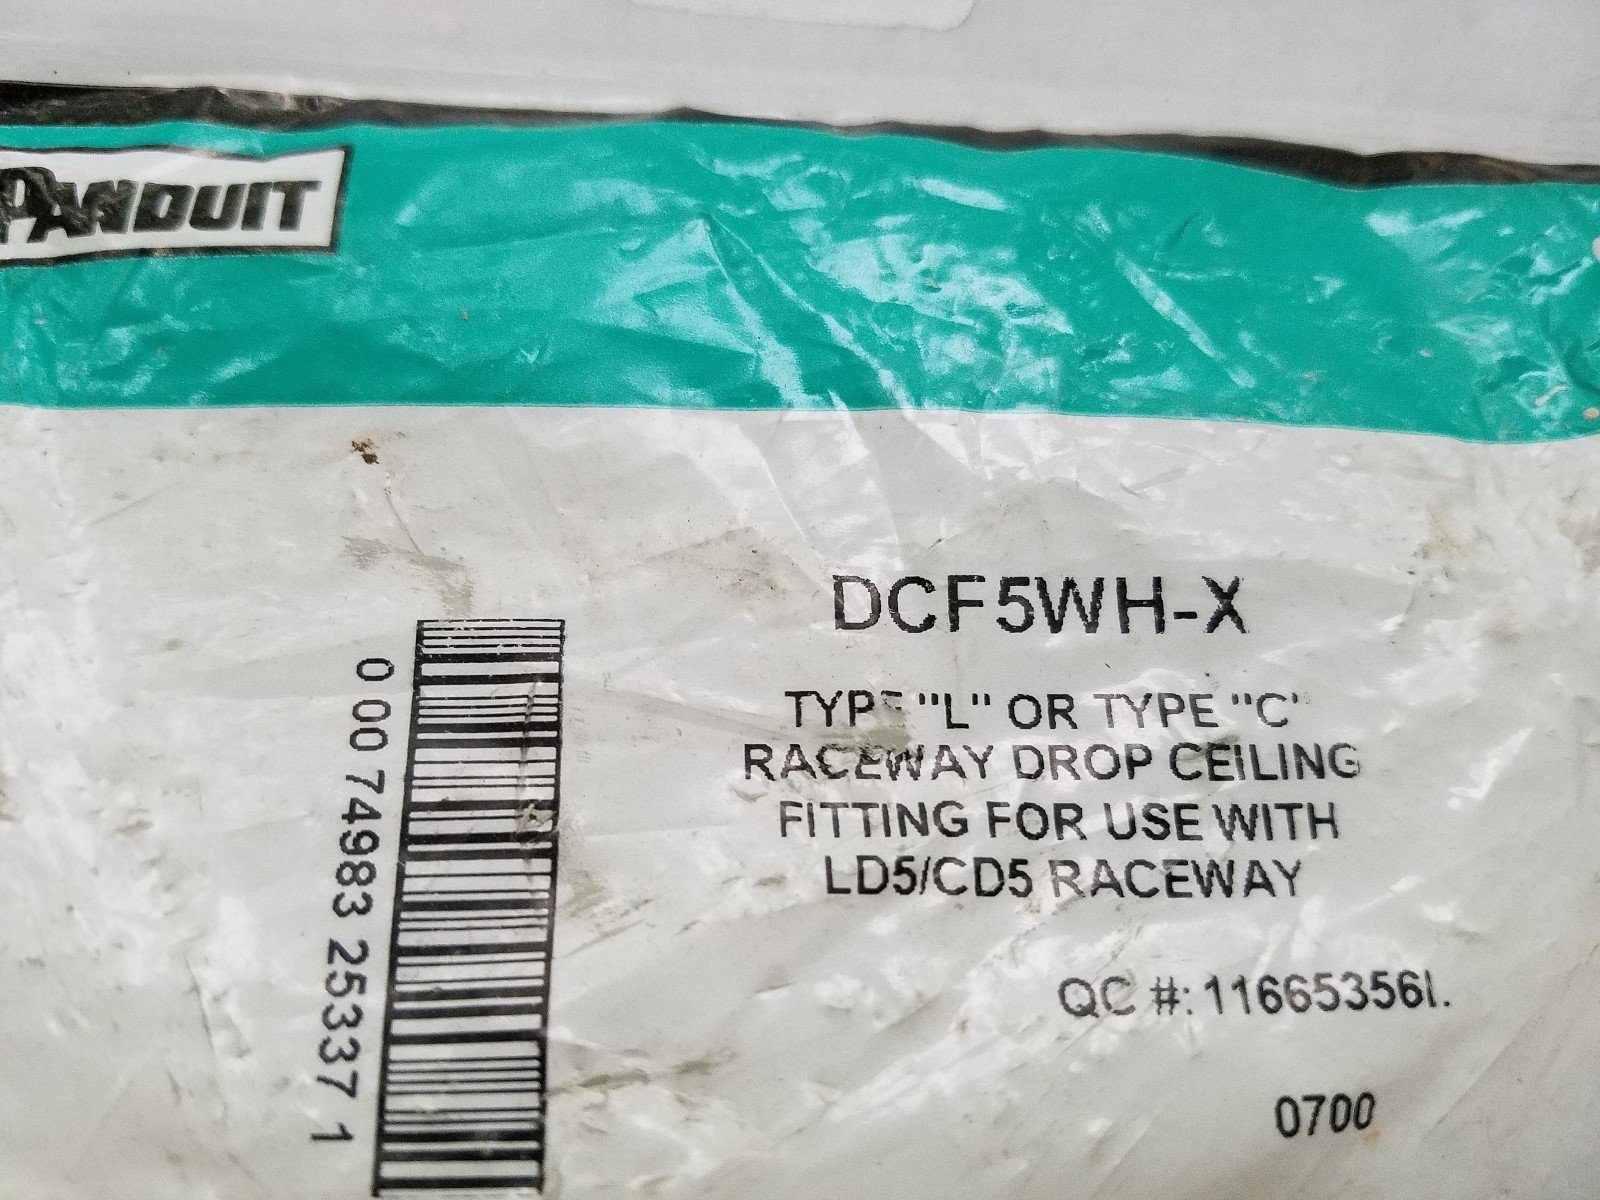 PANDUIT
DCF5WH-X
TYPE "L" OR TYPE "C"
RACEWAY DROP CEILING
FITTING FOR USE WITH
LD5/CD5 RACEWAY
QC #:
0700
0 00 74983 25337 1